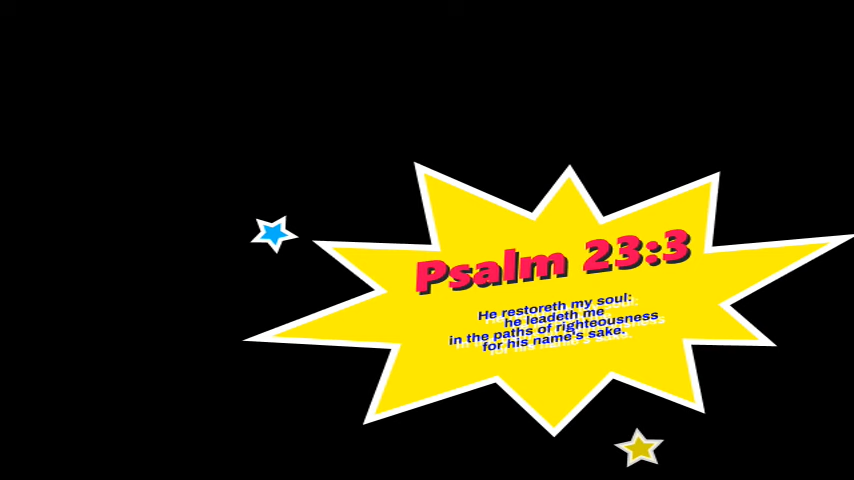 Psalm 23:3
He restoreth my soul:
he leadeth me
in the paths of righteousness
for his name's sake.